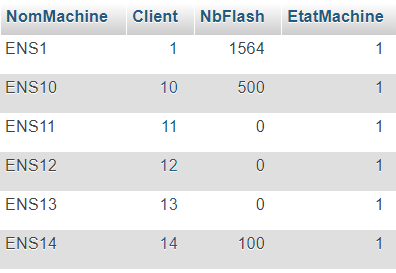 NomMachine Client NbFlash EtatMachine
ENS1 1 1564 1
ENS10 10 500 1
ENS11 11 0 1
ENS12 12 0 1
ENS13 13 0 1
ENS14 14 100 1